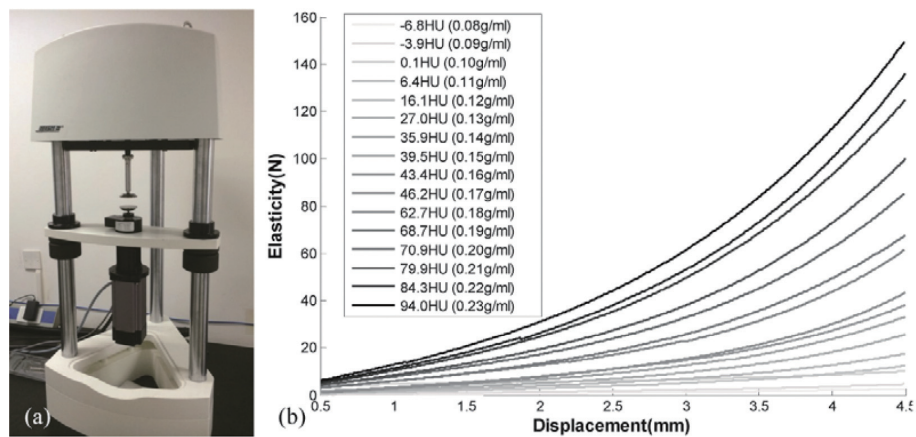 (a)
(b)
Elasticity(N)
160
140
120
100
80
60
40
20
0
-6.8HU (0.08g/ml)
-3.9HU (0.09g/ml)
0.1HU (0.10g/ml)
6.4HU (0.11g/ml)
16.1HU (0.12g/ml)
27.0HU (0.13g/ml)
35.9HU (0.14g/ml)
39.5HU (0.15g/ml)
43.4HU (0.16g/ml)
46.2HU (0.17g/ml)
62.7HU (0.18g/ml)
68.7HU (0.19g/ml)
70.9HU (0.20g/ml)
79.9HU (0.21g/ml)
84.3HU (0.22g/ml)
94.0HU (0.23g/ml)
0.5 1 1.5 2 2.5 3 3.5 4 4.5
Displacement(mm)